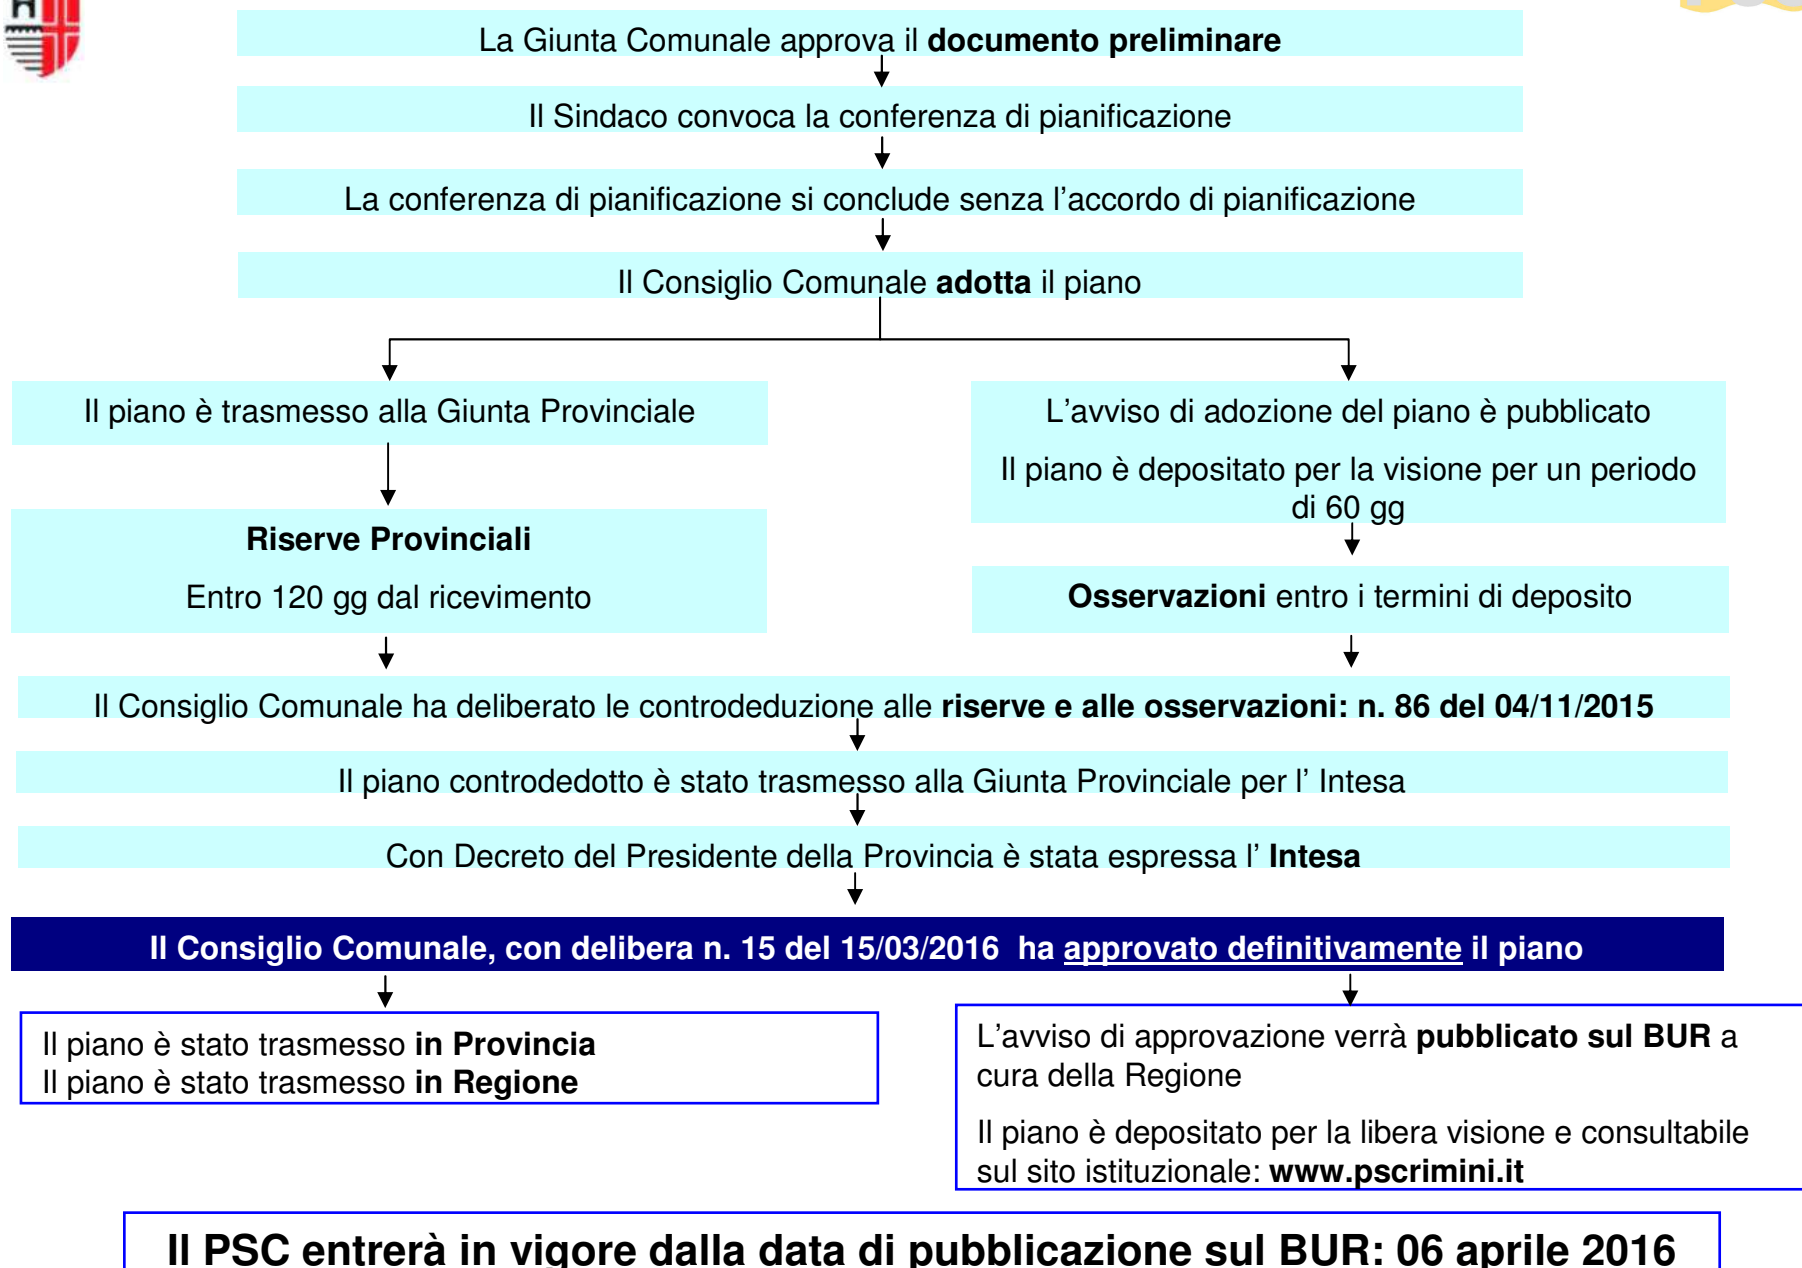 La Giunta Comunale approva il documento preliminare
Il Sindaco convoca la conferenza di pianificazione
La conferenza di pianificazione si conclude senza l'accordo di pianificazione
Il Consiglio Comunale adotta il piano
Il piano è trasmesso alla Giunta Provinciale
Riserve Provinciali
Entro 120 gg dal ricevimento
L'avviso di adozione del piano è pubblicato
Il piano è depositato per la visione per un periodo
di 60 gg
Osservazioni entro i termini di deposito
Il Consiglio Comunale ha deliberato le controdeduzione alle riserve e alle osservazioni: n. 86 del 04/11/2015
Il piano controdedotto è stato trasmesso alla Giunta Provinciale per l' Intesa
Con Decreto del Presidente della Provincia è stata espressa l' Intesa
Il Consiglio Comunale, con delibera n. 15 del 15/03/2016 ha approvato definitivamente il piano
Il piano è stato trasmesso in Provincia
Il piano è stato trasmesso in Regione
L'avviso di approvazione verrà pubblicato sul BUR a
cura della Regione
Il piano è depositato per la libera visione e consultabile
sul sito istituzionale: www.pscrimini.it
Il PSC entrerà in vigore dalla data di pubblicazione sul BUR: 06 aprile 2016